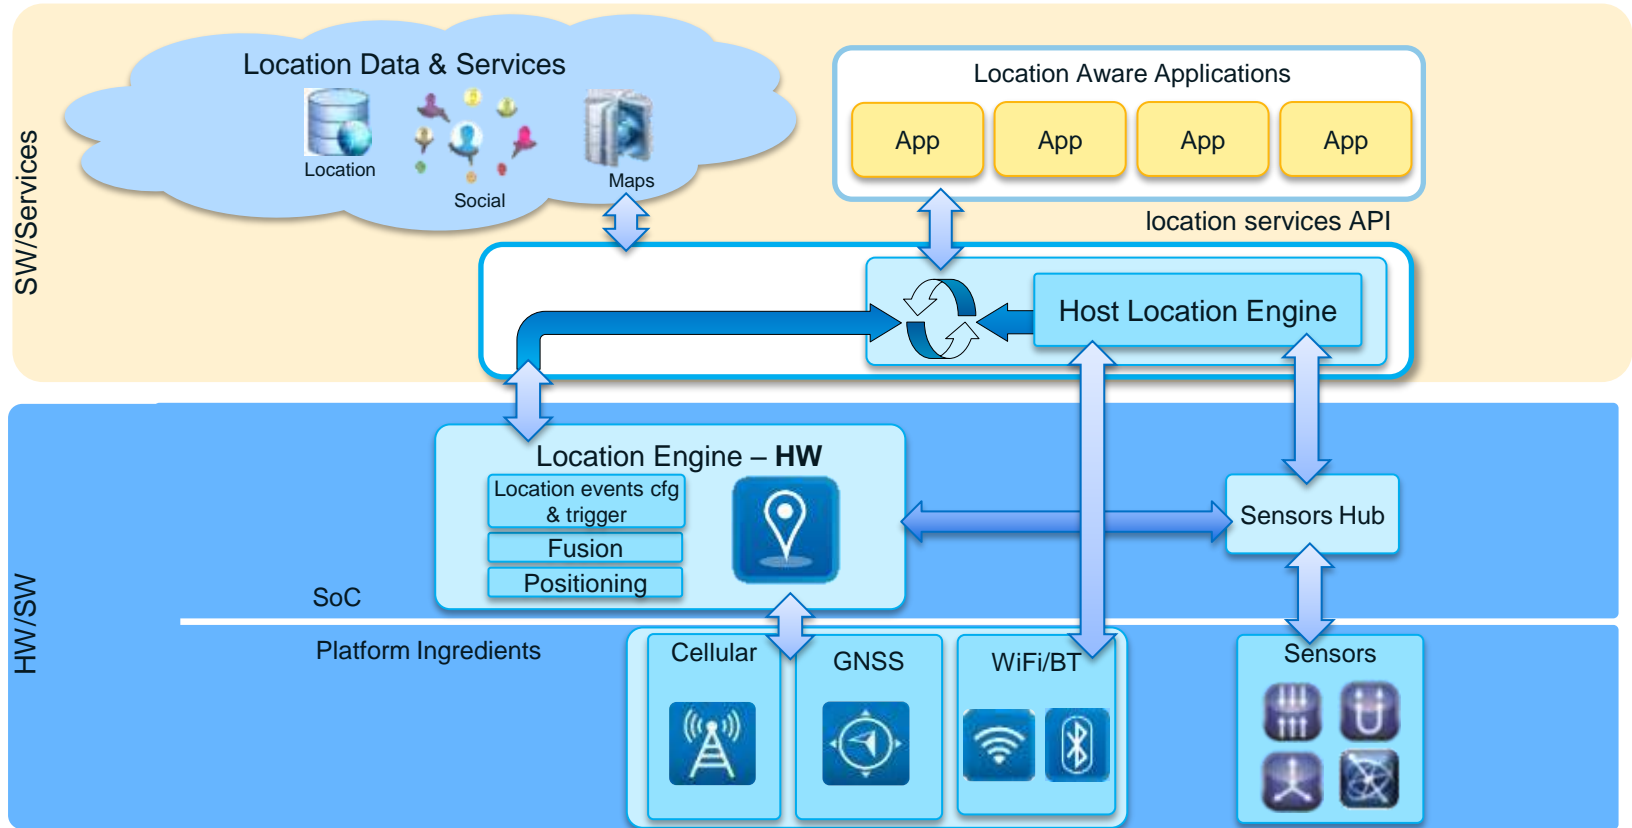 SW/Services
Location Data & Services
Location
Social
Maps
Location Aware Applications
App
App
App
App
location services API
Host Location Engine
HW/SW
Location Engine – HW
Location events cfg
& trigger
Fusion
Positioning
Sensors Hub
SoC
Platform Ingredients
Cellular
GNSS
WiFi/BT
Sensors